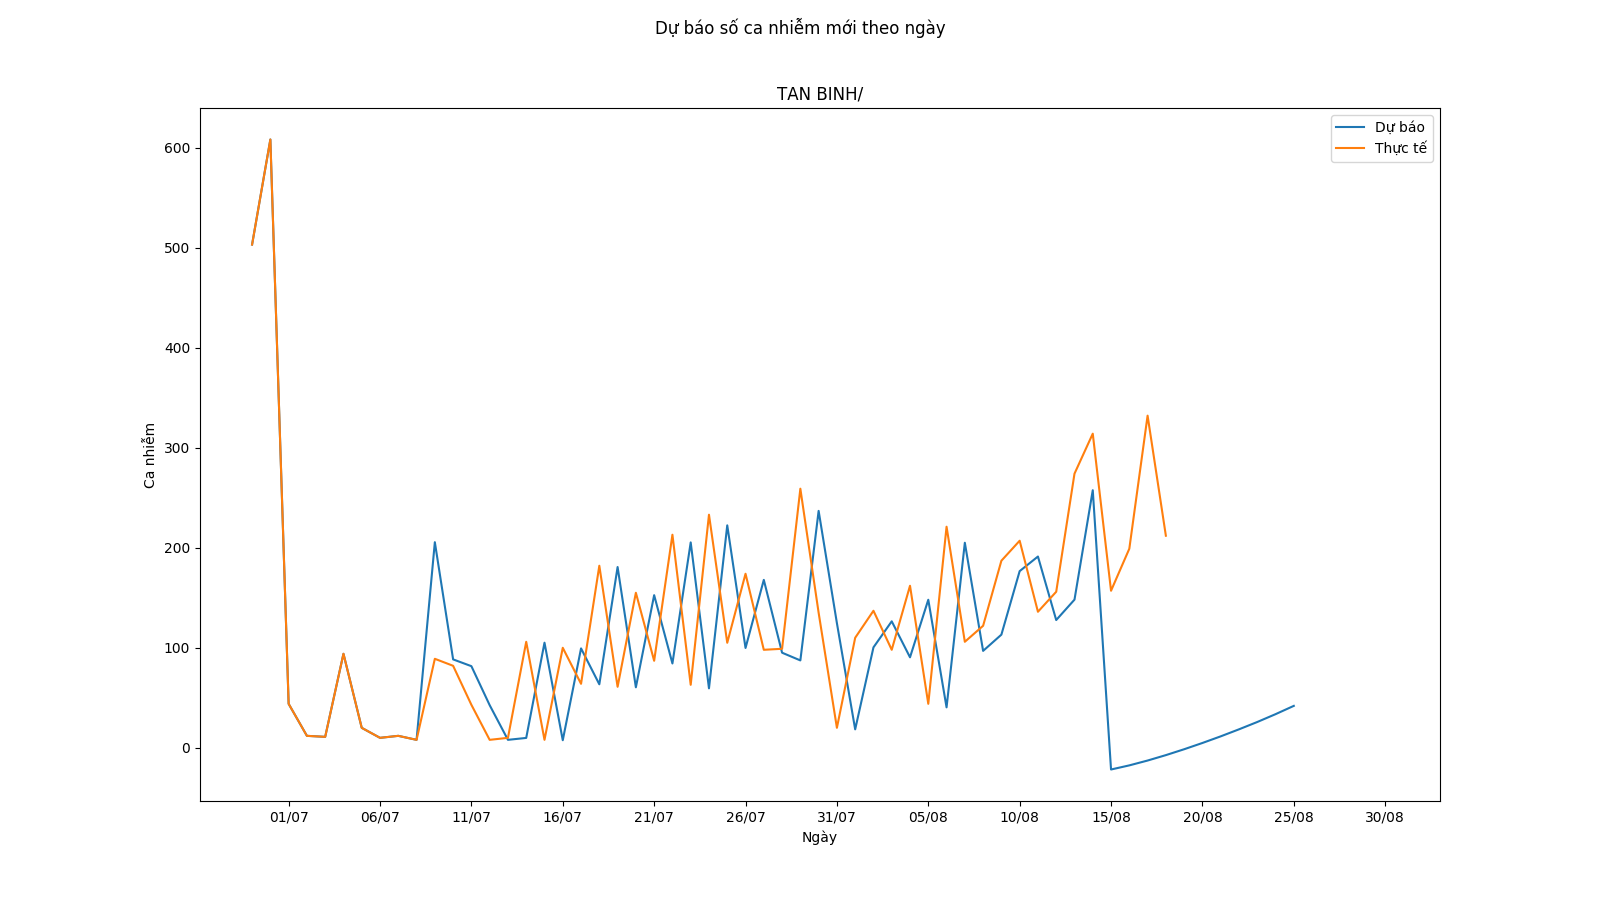 Dự báo số ca nhiễm mới theo ngày
TAN BINH/
Dự báo
Thực tế
Ca nhiễm
600
500
400
300
200
100
0
01/07 06/07 11/07 16/07 21/07 26/07 31/07 05/08 10/08 15/08 20/08 25/08 30/08
Ngày